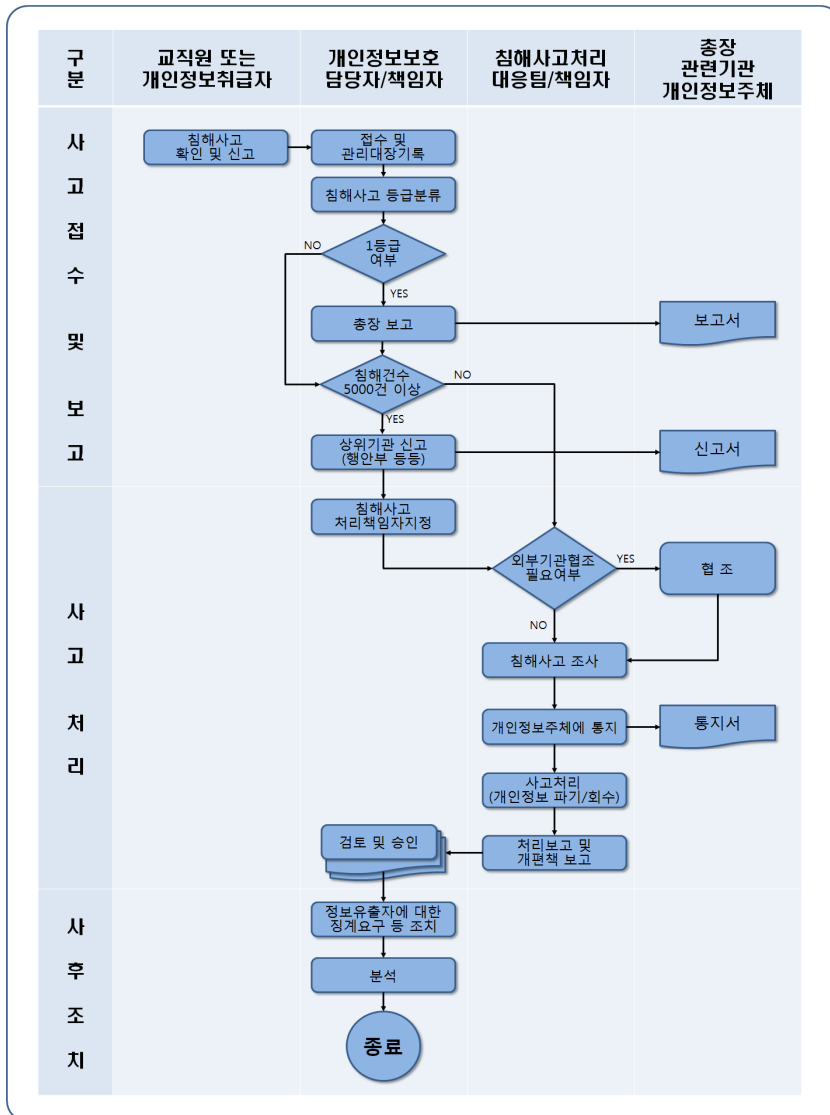 구
분
교직원 또는
개인정보취급자
개인정보보호
담당자/책임자
침해사고처리
대응팀/책임자
총장
관련기관
개인정보주체
사
고
접
수
및
보
고
침해사고
확인 및 신고
접수 및
관리대장기록
침해사고 등급분류
NO
1등급
여부
YES
총장 보고
보고서
침해건수
5000건 이상
NO
YES
상위기관 신고
(행안부 등등)
신고서
사
고
처
리
침해사고
처리책임자지정
외부기관협조
필요여부
YES
협 조
NO
침해사고 조사
개인정보주체에 통지
통지서
사고처리
(개인정보 파기/회수)
검토 및 승인
처리보고 및
개편책 보고
사
후
조
치
정보유출자에 대한
징계요구 등 조치
분석
종료